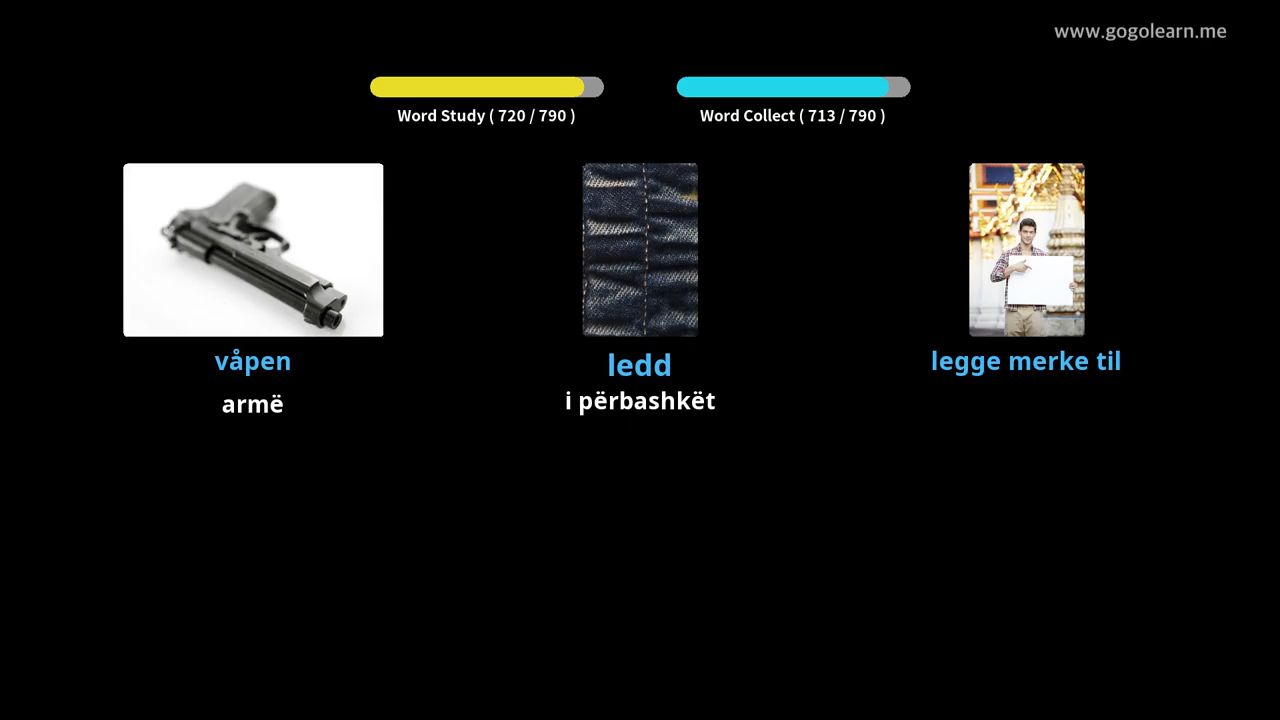 www.gogolearn.me
Word Study ( 720 / 790 )
Word Collect ( 713 / 790 )
våpen
armë
ledd
i përbashkët
legge merke til